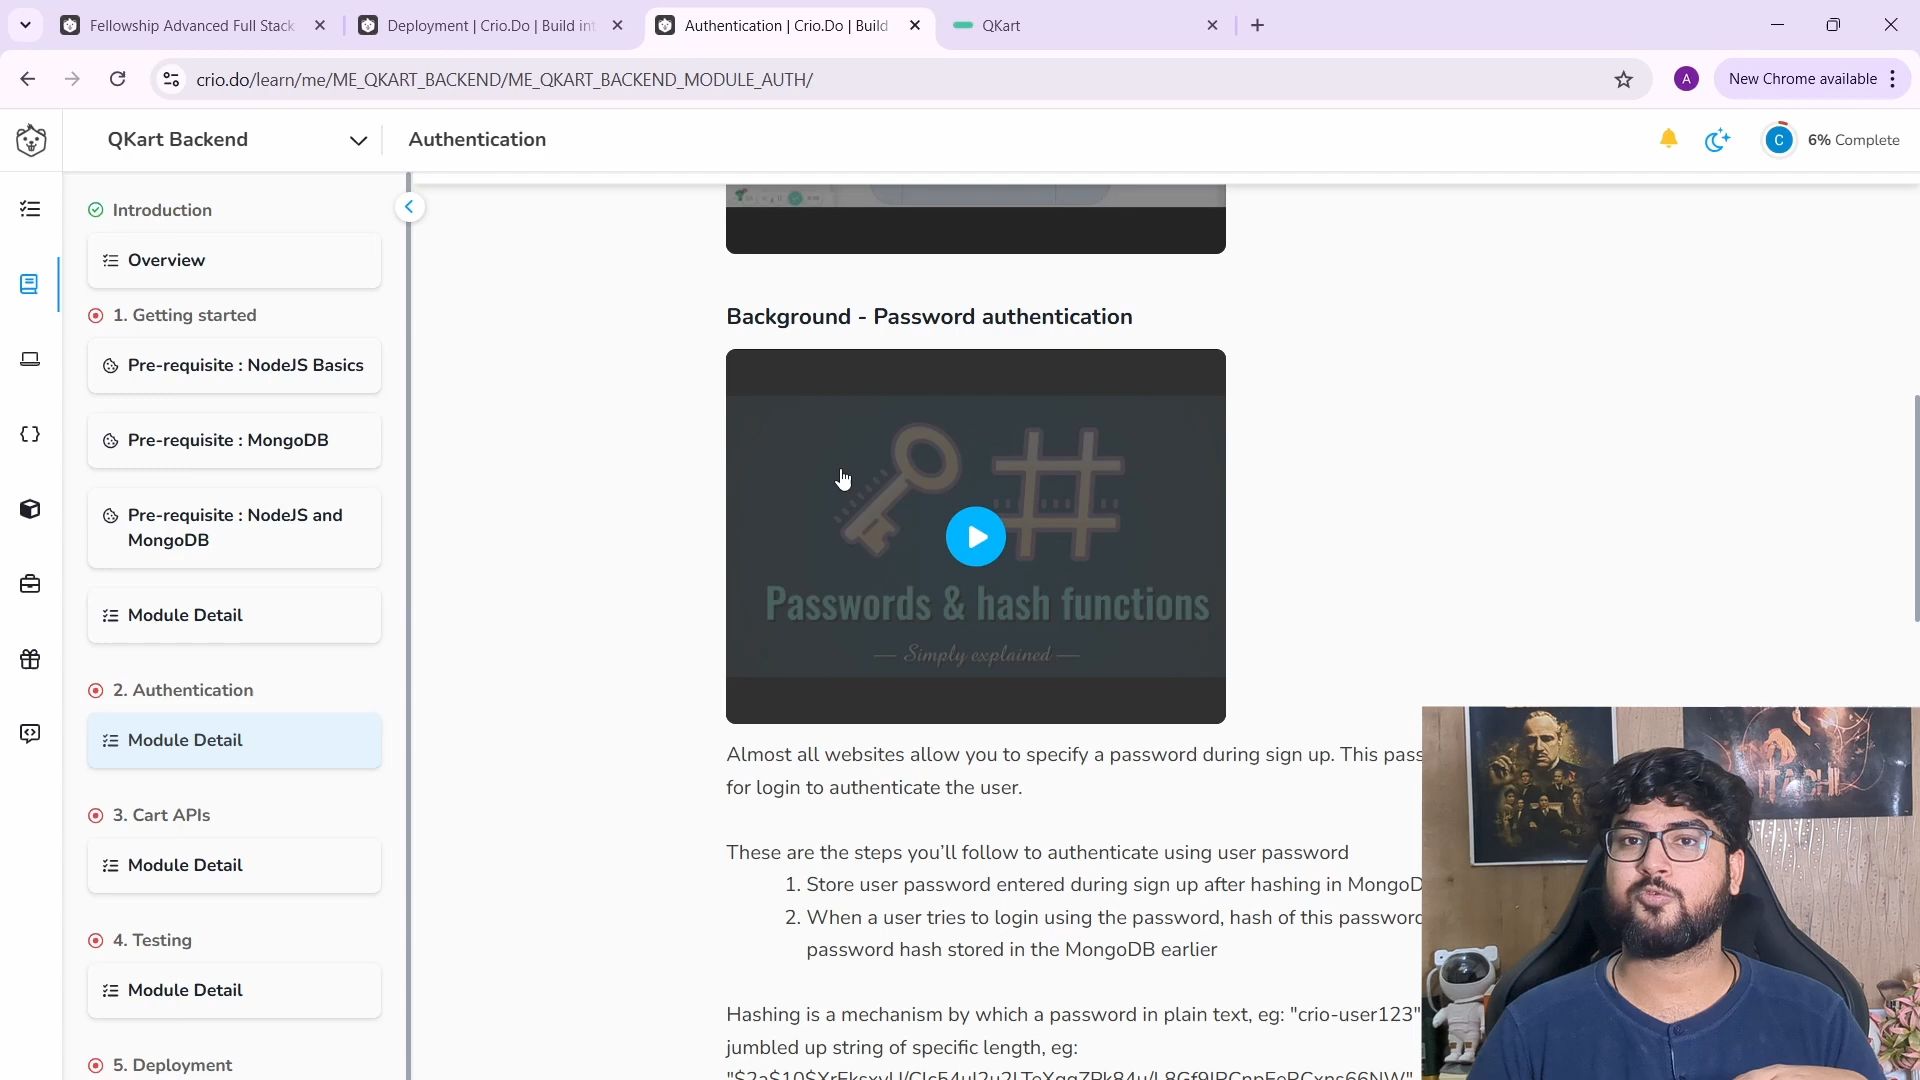 Fellowship Advanced Full Stack
Deployment | Crio.Do | Build int
Authentication | Crio.Do | Build
QKart
crio.do/learn/me/ME_QKART_BACKEND/ME_QKART_BACKEND_MODULE_AUTH/
A
New Chrome available
QKart Backend
Authentication
C
6% Complete
Introduction
Overview
1. Getting started
Pre-requisite : NodeJS Basics
Pre-requisite : MongoDB
Pre-requisite : NodeJS and
MongoDB
Module Detail
2. Authentication
Module Detail
3. Cart APIs
Module Detail
4. Testing
Module Detail
5. Deployment
Background - Password authentication
Passwords & hash functions
— Simply explained —
Almost all websites allow you to specify a password during sign up. This pass
for login to authenticate the user.
These are the steps you’ll follow to authenticate using user password
1. Store user password entered during sign up after hashing in MongoD
2. When a user tries to login using the password, hash of this password
password hash stored in the MongoDB earlier
Hashing is a mechanism by which a password in plain text, eg: "crio-user123"
jumbled up string of specific length, eg:
ITACHI